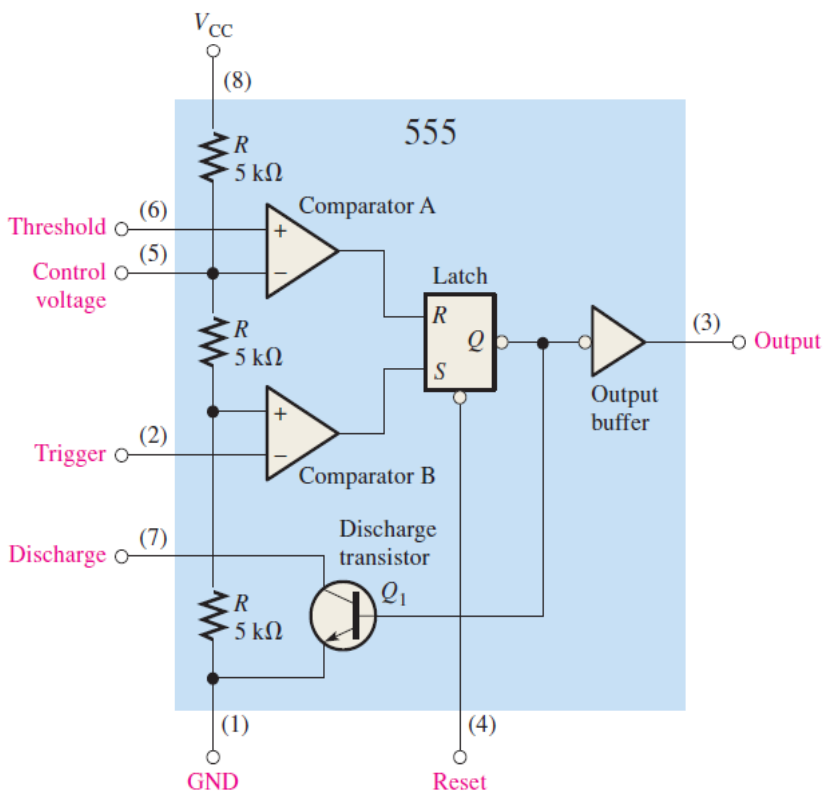 V_CC
(8)
555
R
5 kΩ
Comparator A
Threshold
(6)
+
Control
voltage
(5)
−
Latch
R
Q
S
R
5 kΩ
(3)
Output
Output
buffer
+
Trigger
(2)
−
Comparator B
Discharge
transistor
Discharge
(7)
Q₁
R
5 kΩ
(1)
(4)
GND
Reset